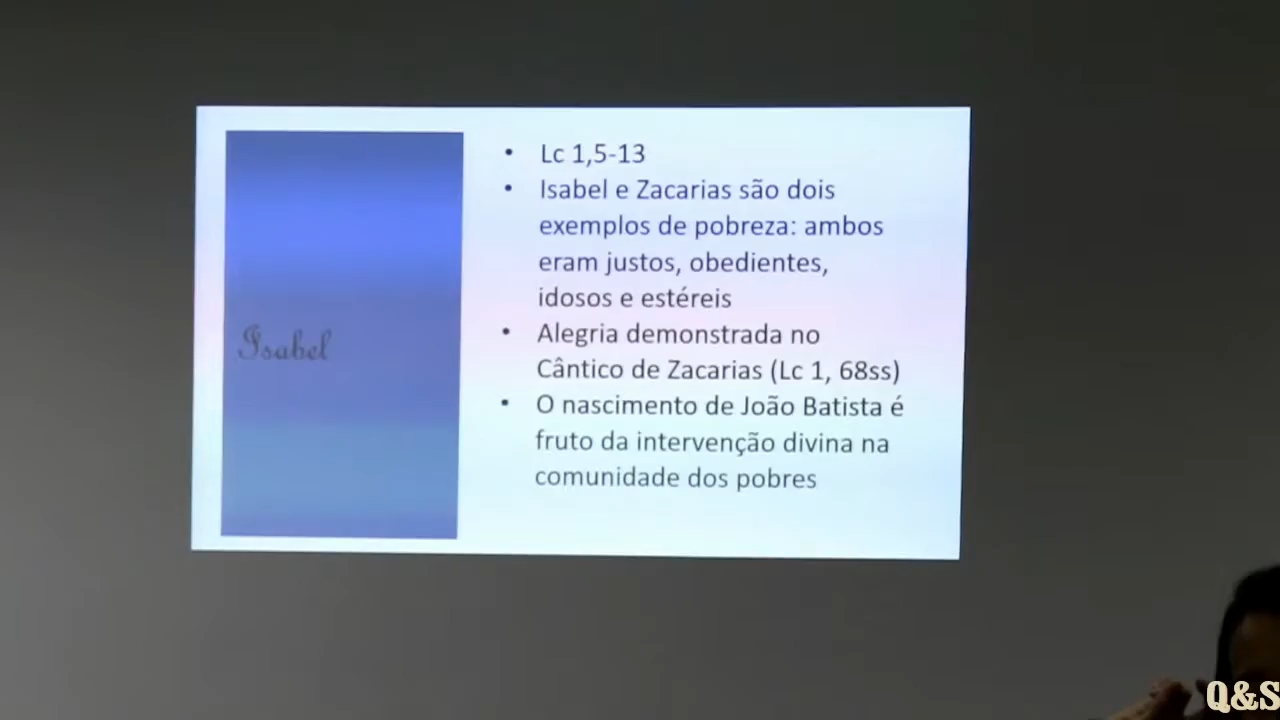 Isabel
• Lc 1,5-13
• Isabel e Zacarias são dois
exemplos de pobreza: ambos
eram justos, obedientes,
idosos e estéreis
• Alegria demonstrada no
Cântico de Zacarias (Lc 1, 68ss)
• O nascimento de João Batista é
fruto da intervenção divina na
comunidade dos pobres
Q&S